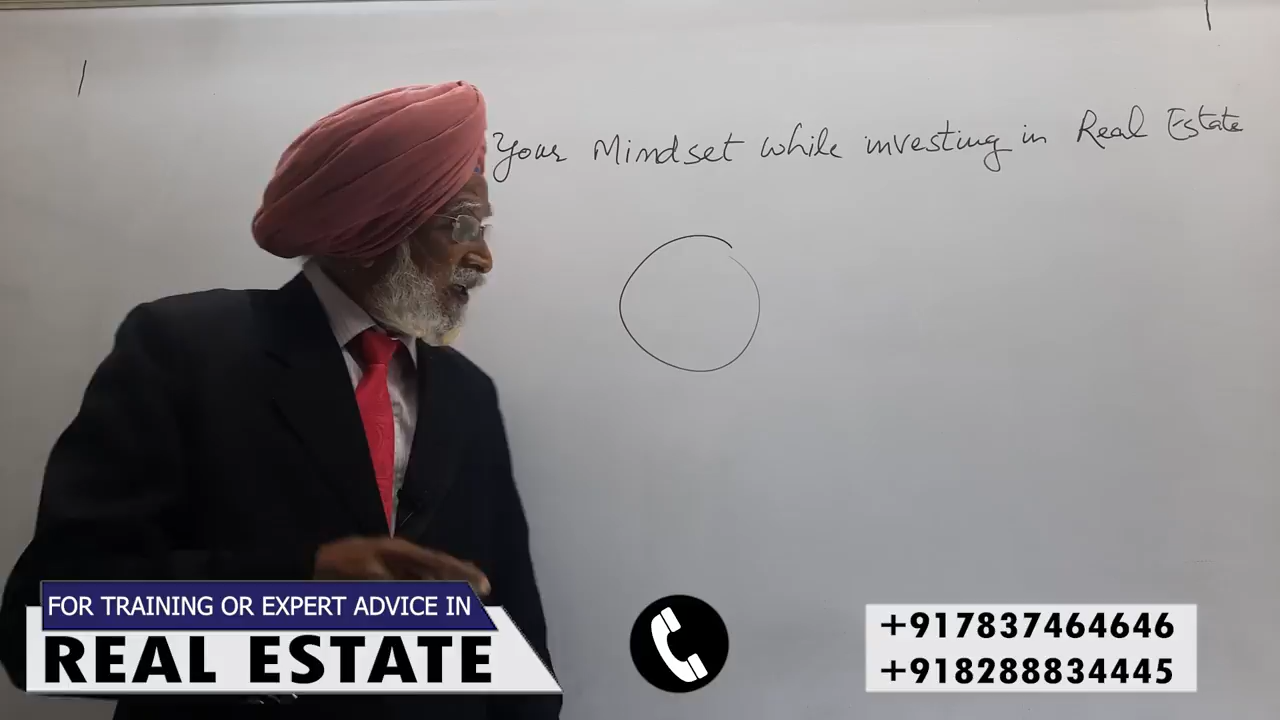 Your Mindset while investing in Real Estate
FOR TRAINING OR EXPERT ADVICE IN
REAL ESTATE
+917837464646
+918288834445